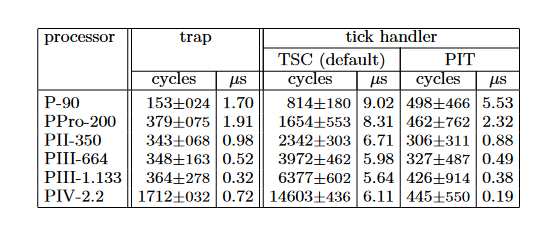 processor trap tick handler
TSC (default) PIT
cycles μs cycles μs cycles μs
P-90 153±024 1.70 814±180 9.02 498±466 5.53
PPro-200 379±075 1.91 1654±553 8.31 462±762 2.32
PII-350 343±068 0.98 2342±303 6.71 306±311 0.88
PIII-664 348±163 0.52 3972±462 5.98 327±487 0.49
PIII-1.133 364±278 0.32 6377±602 5.64 426±914 0.38
PIV-2.2 1712±032 0.72 14603±436 6.11 445±550 0.19